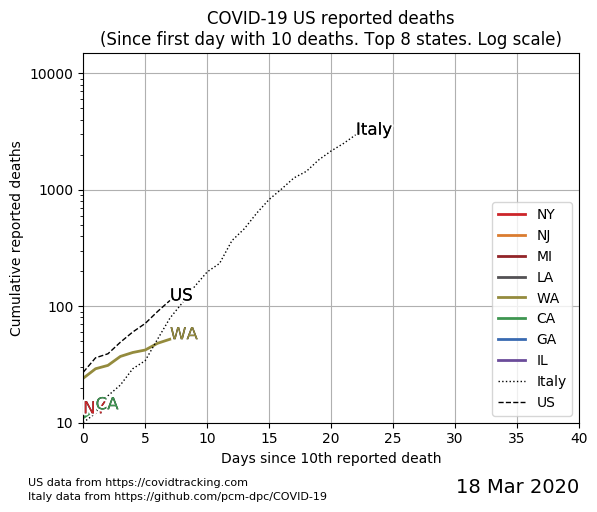 COVID-19 US reported deaths
(Since first day with 10 deaths. Top 8 states. Log scale)
Cumulative reported deaths
10000
1000
100
10
Italy
US
WA
CA
NY
NJ
MI
LA
WA
CA
GA
IL
Italy
US
0 5 10 15 20 25 30 35 40
Days since 10th reported death
US data from https://covidtracking.com
Italy data from https://github.com/pcm-dpc/COVID-19
18 Mar 2020